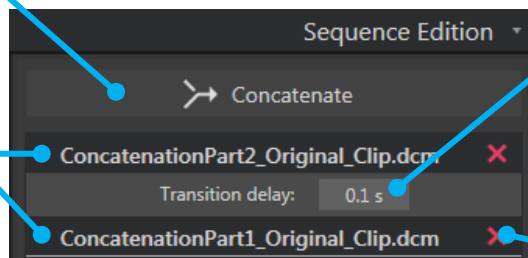 Sequence Edition
Concatenate
ConcatenationPart2_Original_Clip.dcm
Transition delay: 0.1 s
ConcatenationPart1_Original_Clip.dcm